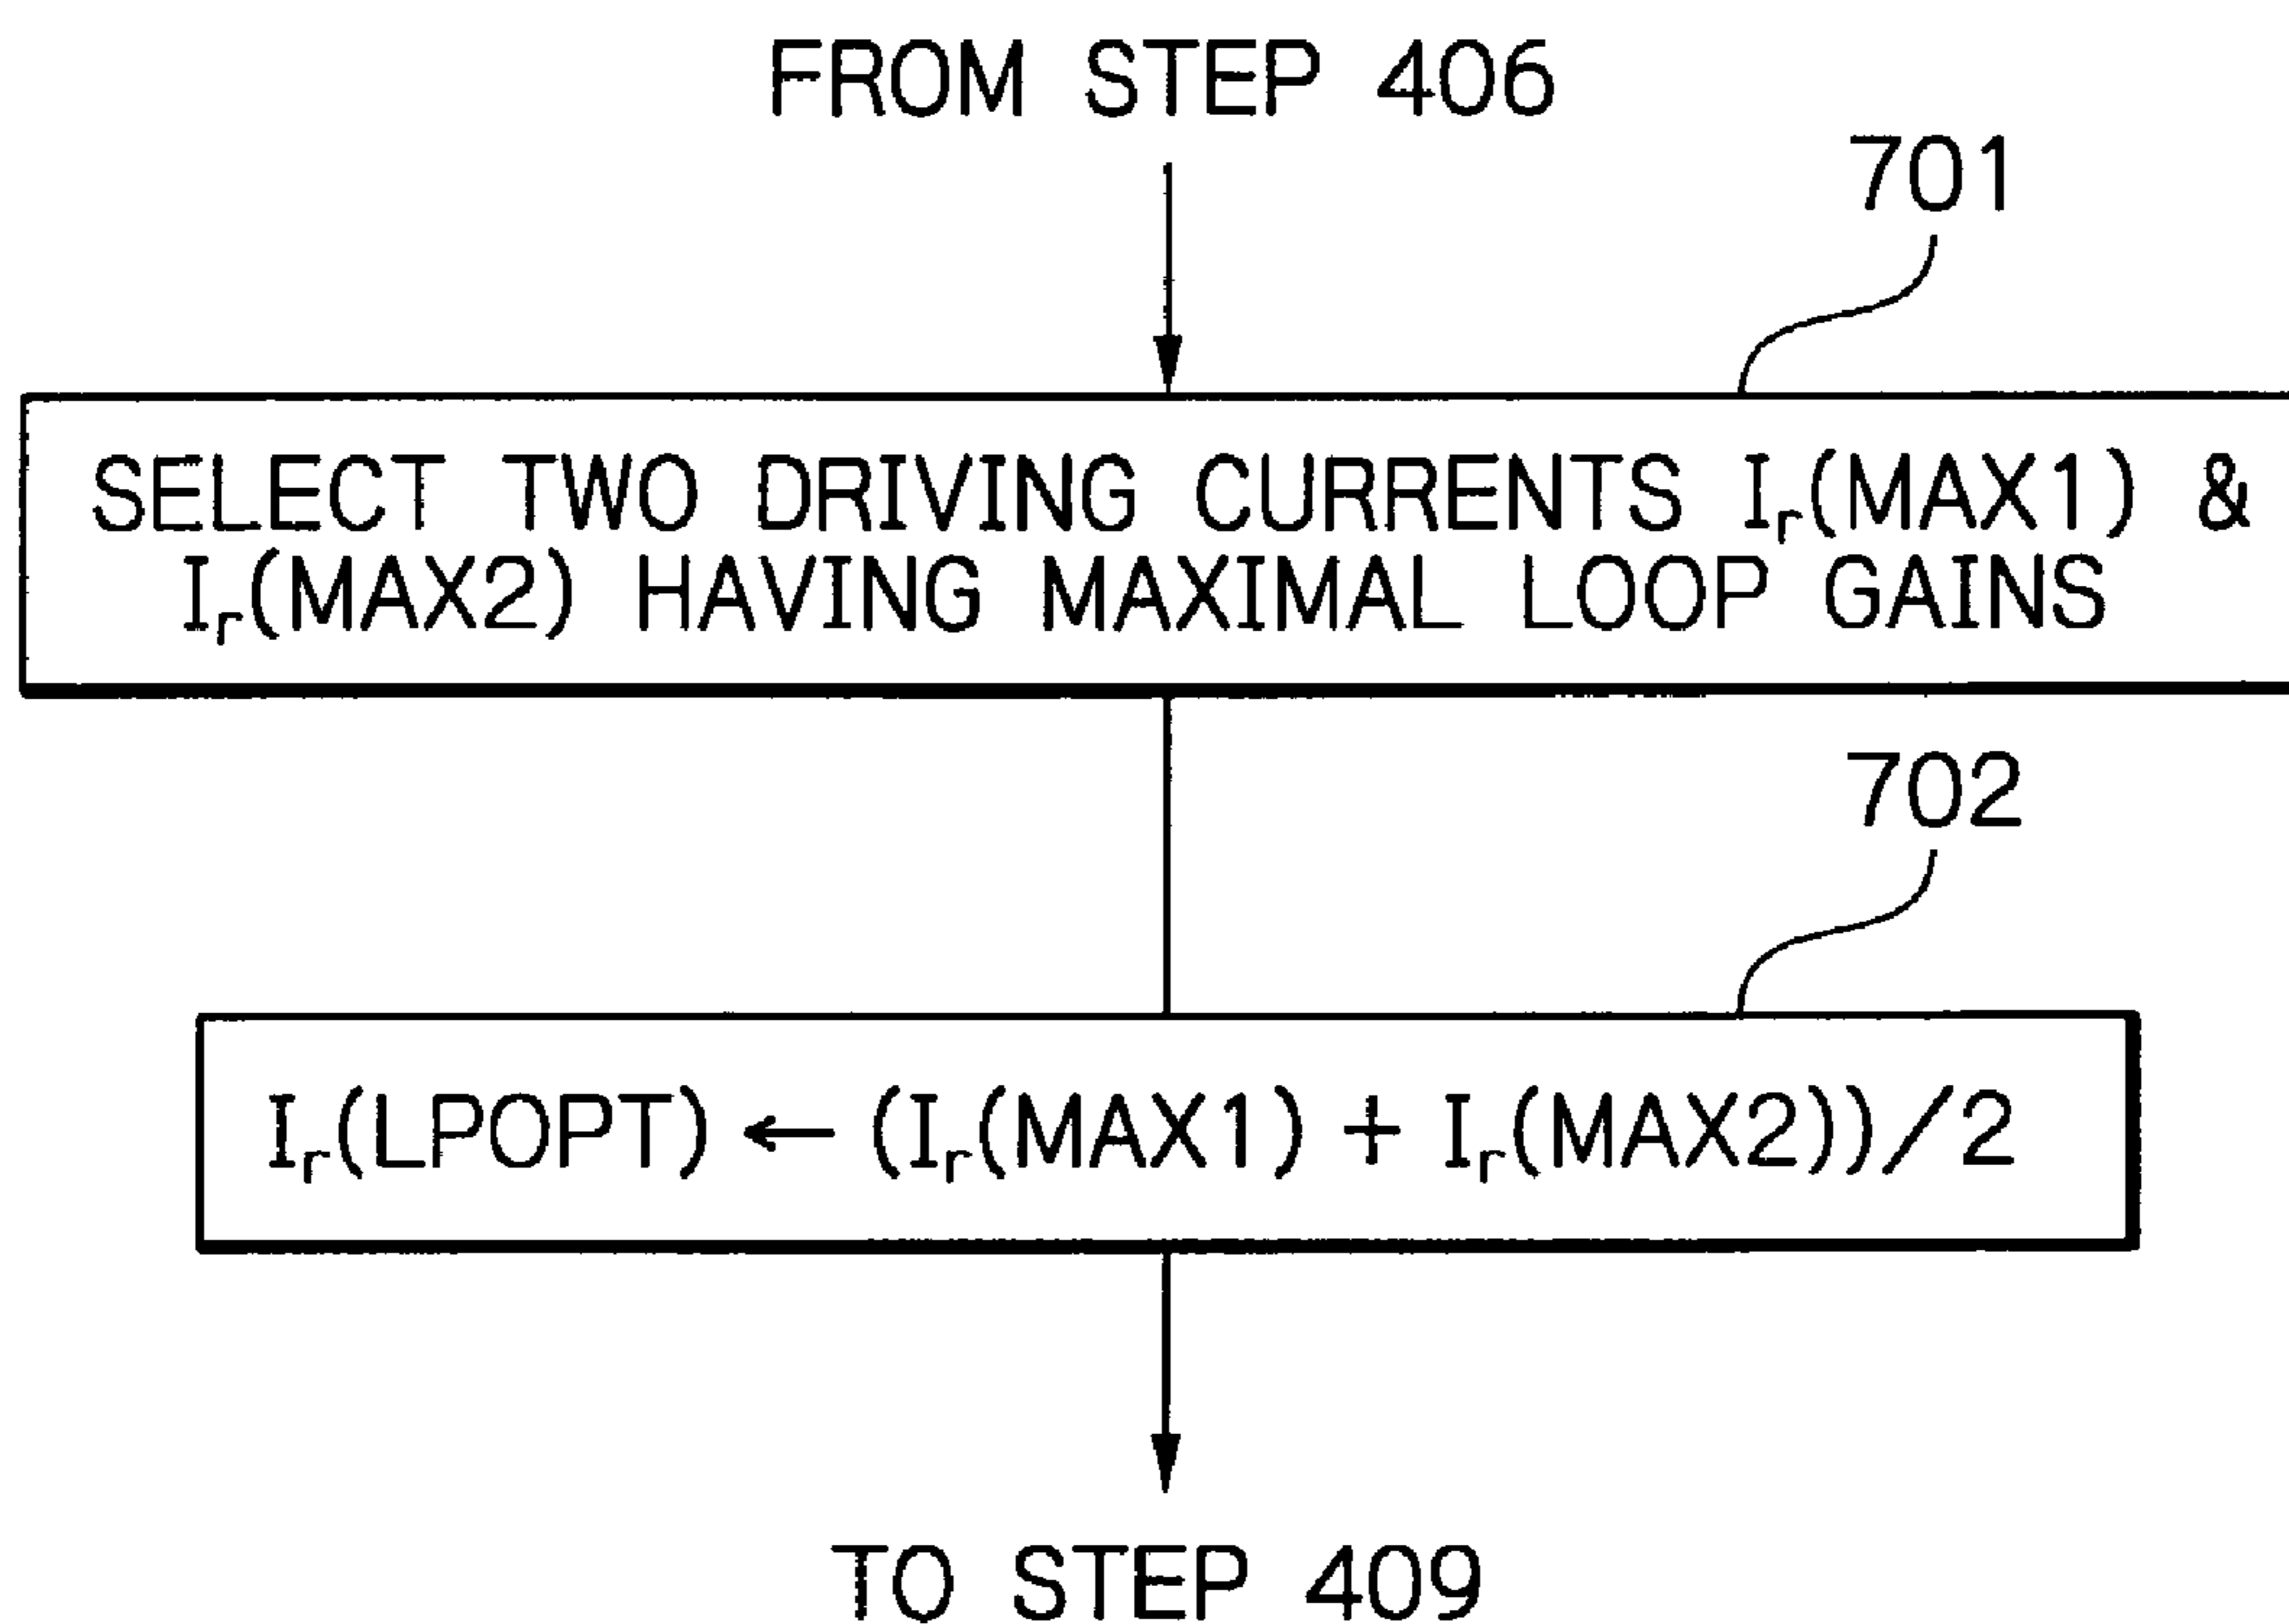 FROM STEP 406
701
SELECT TWO DRIVING CURRENTS Ir(MAX1) &
Ir(MAX2) HAVING MAXIMAL LOOP GAINS
702
Ir(LPOPT) ← (Ir(MAX1) + Ir(MAX2))/2
TO STEP 409